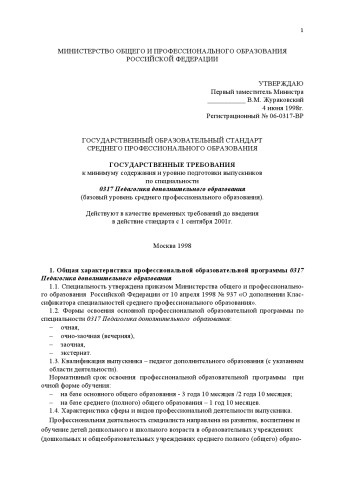 1
МИНИСТЕРСТВО ОБЩЕГО И ПРОФЕССИОНАЛЬНОГО ОБРАЗОВАНИЯ
РОССИЙСКОЙ ФЕДЕРАЦИИ
УТВЕРЖДАЮ
Первый заместитель Министра
___________ В.М. Жураковский
4 июня 1998г.
Регистрационный № 06-0317-ВР
ГОСУДАРСТВЕННЫЙ ОБРАЗОВАТЕЛЬНЫЙ СТАНДАРТ
СРЕДНЕГО ПРОФЕССИОНАЛЬНОГО ОБРАЗОВАНИЯ
ГОСУДАРСТВЕННЫЕ ТРЕБОВАНИЯ
к минимуму содержания и уровню подготовки выпускников
по специальности
0317 Педагогика дополнительного образования
(базовый уровень среднего профессионального образования).
Действуют в качестве временных требований до введения
в действие стандарта с 1 сентября 2001г.
Москва 1998
1. Общая характеристика профессиональной образовательной программы 0317
Педагогика дополнительного образования
1.1. Специальность утверждена приказом Министерства общего и профессионально-
го образования Российской Федерации от 10 апреля 1998 № 937 «О дополнении Клас-
сификатора специальностей среднего профессионального образования».
1.2. Формы освоения основной профессиональной образовательной программы по
специальности 0317 Педагогика дополнительного образования:
– очная,
– очно-заочная (вечерняя),
– заочная,
– экстернат.
1.3. Квалификация выпускника – педагог дополнительного образования (с указанием
области деятельности).
Нормативный срок освоения профессиональной образовательной программы при
очной форме обучения:
– на базе основного общего образования - 3 года 10 месяцев /2 года 10 месяцев;
– на базе среднего (полного) общего образования – 1 год 10 месяцев.
1.4. Характеристика сферы и видов профессиональной деятельности выпускника.
Профессиональная деятельность специалиста направлена на развитие, воспитание и
обучение детей дошкольного и школьного возраста в образовательных учреждениях
(дошкольных и общеобразовательных учреждениях среднего полного (общего) образо-